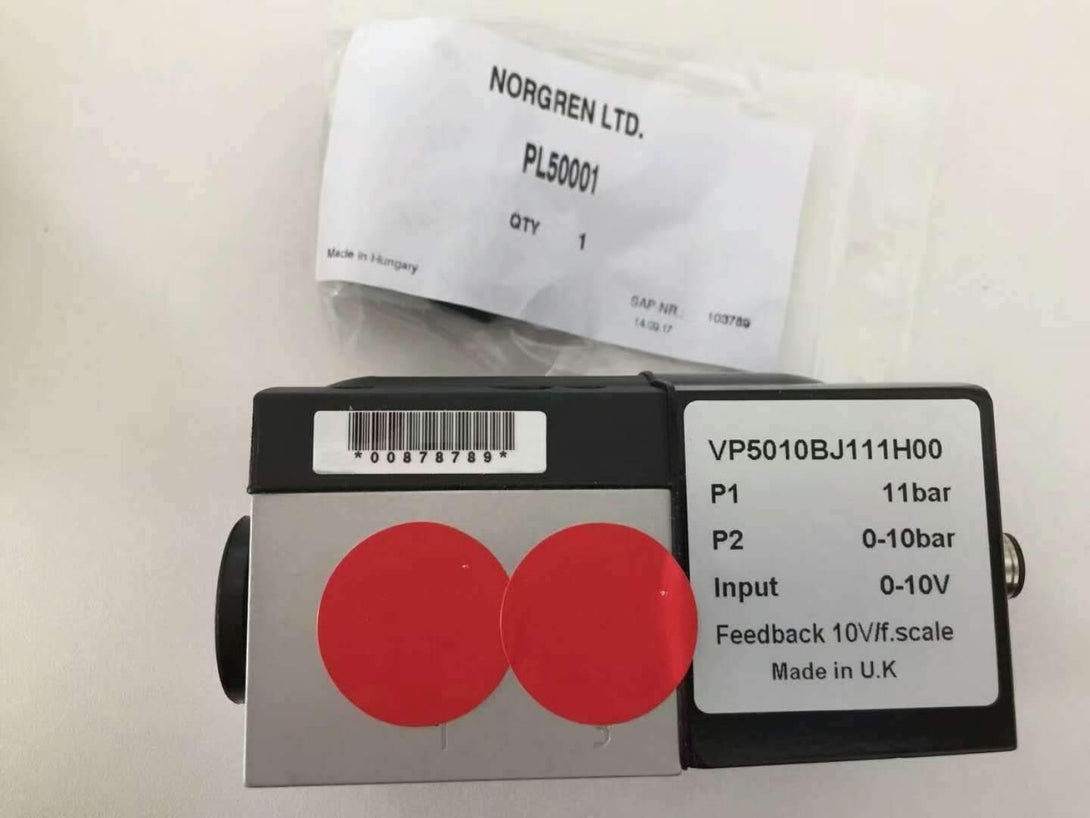 NORGREN LTD.
PL50001
QTY 1
Made in Hungary
SAP NR.: 103789
14.09.17
*00878789*
VP5010BJ111H00
P1 11bar
P2 0-10bar
Input 0-10V
Feedback 10V/f.scale
Made in U.K